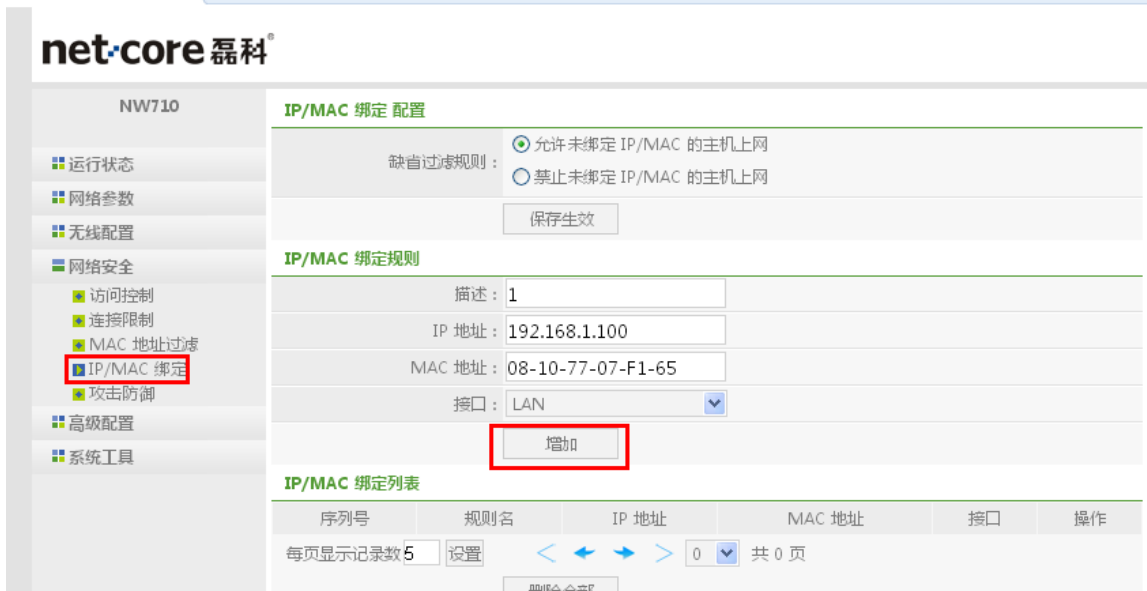 net·core 磊科®
NW710
运行状态
网络参数
无线配置
网络安全
访问控制
连接限制
MAC 地址过滤
IP/MAC 绑定
攻击防御
高级配置
系统工具
IP/MAC 绑定 配置
缺省过滤规则：
允许未绑定 IP/MAC 的主机上网
禁止未绑定 IP/MAC 的主机上网
保存生效
IP/MAC 绑定规则
描述： 1
IP 地址： 192.168.1.100
MAC 地址： 08-10-77-07-F1-65
接口： LAN
增加
IP/MAC 绑定列表
序列号 规则名 IP 地址 MAC 地址 接口 操作
每页显示记录数 5 设置 0 共 0 页
删除全部